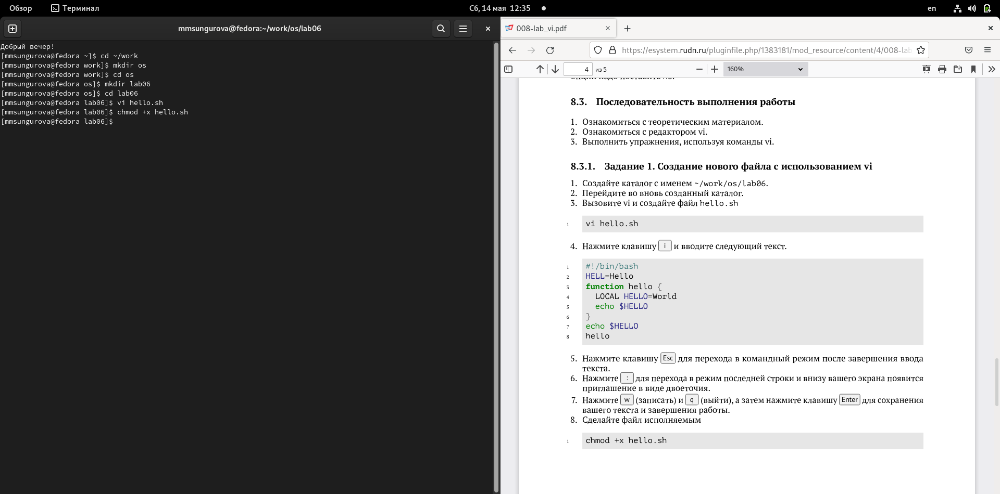 Обзор
Терминал
Сб, 14 мая 12:35
en
mmsungurova@fedora:~/work/os/lab06
Добрый вечер!
[mmsungurova@fedora ~]$ cd ~/work
[mmsungurova@fedora work]$ mkdir os
[mmsungurova@fedora work]$ cd os
[mmsungurova@fedora os]$ mkdir lab06
[mmsungurova@fedora os]$ cd lab06
[mmsungurova@fedora lab06]$ vi hello.sh
[mmsungurova@fedora lab06]$ chmod +x hello.sh
[mmsungurova@fedora lab06]$
008-lab_vi.pdf
https://esystem.rudn.ru/pluginfile.php/1383181/mod_resource/content/4/008-lab
4 из 5
160%
8.3. Последовательность выполнения работы
1. Ознакомиться с теоретическим материалом.
2. Ознакомиться с редактором vi.
3. Выполнить упражнения, используя команды vi.
8.3.1. Задание 1. Создание нового файла с использованием vi
1. Создайте каталог с именем ~/work/os/lab06.
2. Перейдите во вновь созданный каталог.
3. Вызовите vi и создайте файл hello.sh
1 vi hello.sh
4. Нажмите клавишу i и вводите следующий текст.
1 #!/bin/bash
2 HELL=Hello
3 function hello {
4 LOCAL HELLO=World
5 echo $HELLO
6 }
7 echo $HELLO
8 hello
5. Нажмите клавишу Esc для перехода в командный режим после завершения ввода
текста.
6. Нажмите : для перехода в режим последней строки и внизу вашего экрана появится
приглашение в виде двоеточия.
7. Нажмите w (записать) и q (выйти), а затем нажмите клавишу Enter для сохранения
вашего текста и завершения работы.
8. Сделайте файл исполняемым
1 chmod +x hello.sh